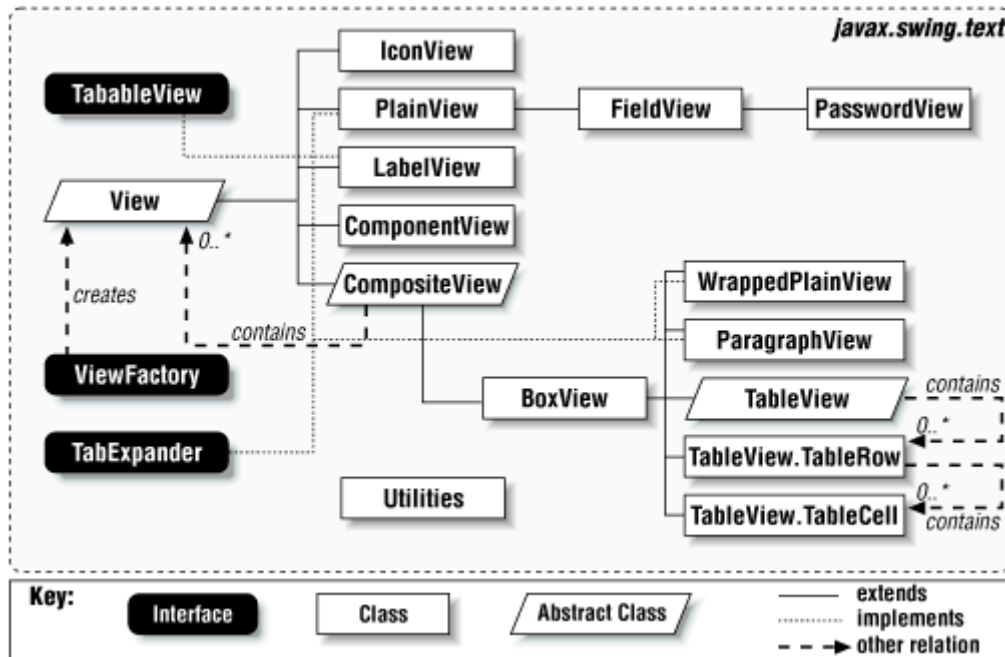 javax.swing.text
IconView
TabableView
PlainView
FieldView
PasswordView
LabelView
View
ComponentView
0..*
CompositeView
WrappedPlainView
creates
contains
ParagraphView
ViewFactory
BoxView
TableView
contains
0..*
TabExpander
TableView.TableRow
0..*
Utilities
TableView.TableCell
contains
Key:
Interface
Class
Abstract Class
extends
implements
other relation